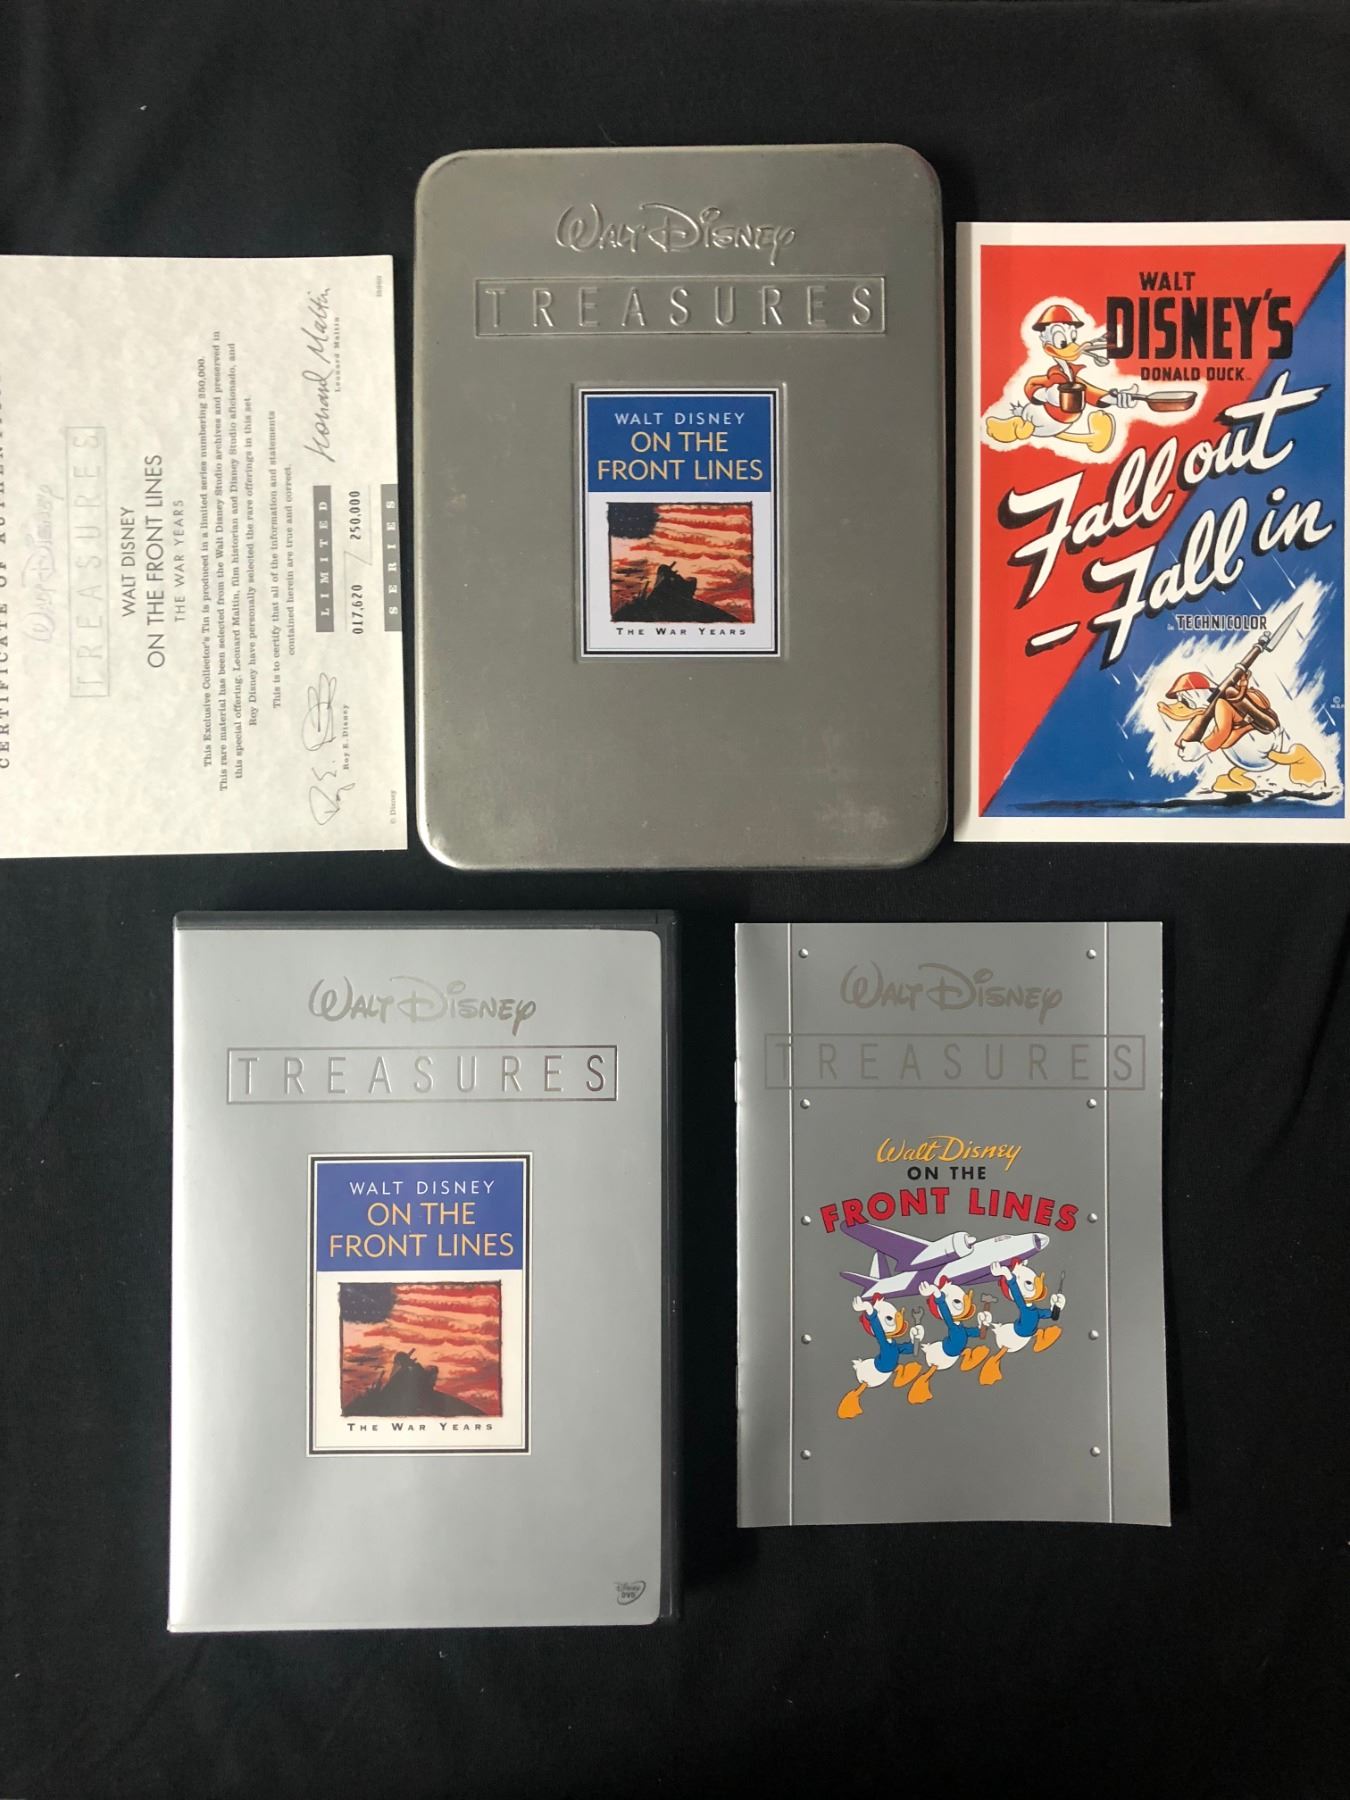 CERTIFICATE OF
WALT DISNEY
TREASURES
WALT DISNEY
ON THE FRONT LINES
THE WAR YEARS
This Exclusive Collector's Tin is produced in a limited series numbering 250,000.
This rare material has been selected from the Walt Disney Studio archives and preserved in
this special offering. Leonard Maltin, film historian and Disney Studio aficionado, and
Roy Disney have personally selected the rare offerings in this set.
This is to certify that all of the information and statements
contained herein are true and correct.
Roy E. Disney
LIMITED
017,620 / 250,000
SERIES
Leonard Maltin
Leonard Maltin
© Disney
WALT DISNEY
TREASURES
WALT DISNEY
ON THE
FRONT LINES
THE WAR YEARS
WALT
DISNEY'S
DONALD DUCK
Fall out
- Fall in
in TECHNICOLOR
WALT DISNEY
TREASURES
WALT DISNEY
ON THE
FRONT LINES
THE WAR YEARS
Disney
DVD
WALT DISNEY
TREASURES
Walt Disney
ON THE
FRONT LINES